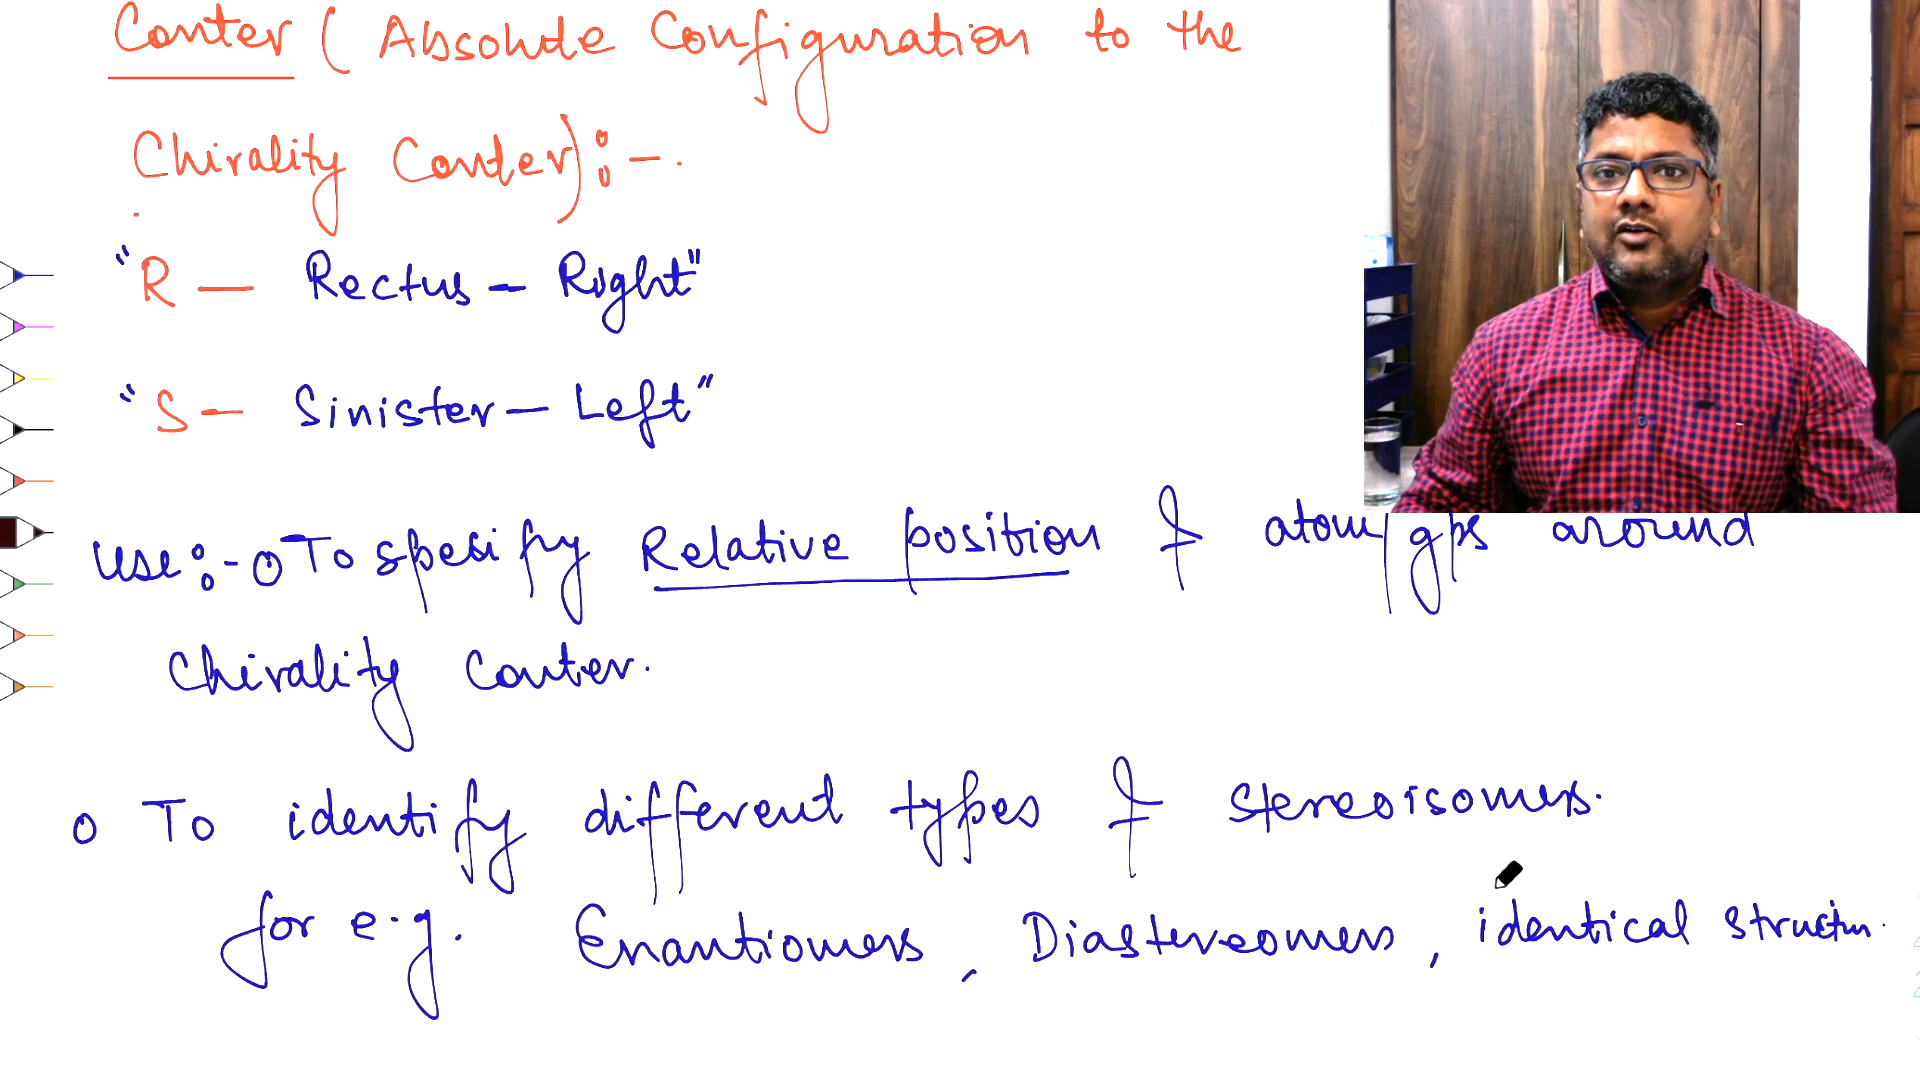 Center ( Absolute Configuration to the
Chirality Center) :-.
"R — Rectus - Right"
"S - Sinister - Left"
Use :- o To specify Relative position of atom/gps around
Chirality Center.
o To identify different types of stereoisomers.
for e.g. Enantiomers, Diastereomers, identical structure.